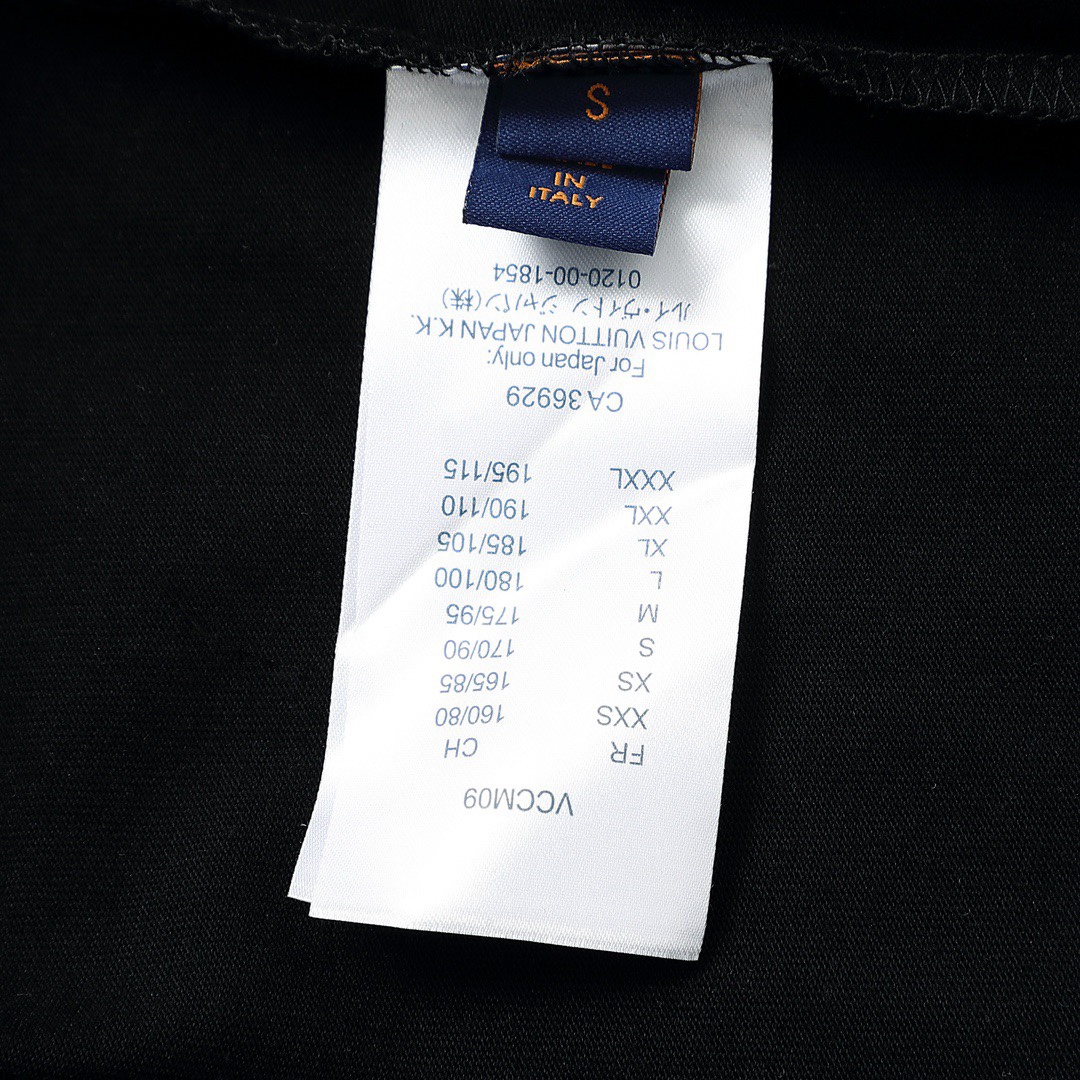 S
IN
ITALY
VCCM09
FR CH
XXS 160/80
XS 165/85
S 170/90
M 175/95
L 180/100
XL 185/105
XXL 190/110
XXXL 195/115
CA 36929
For Japan only:
LOUIS VUITTON JAPAN K.K.
ルイ・ヴィトン ジャパン(株)
0120-00-1854